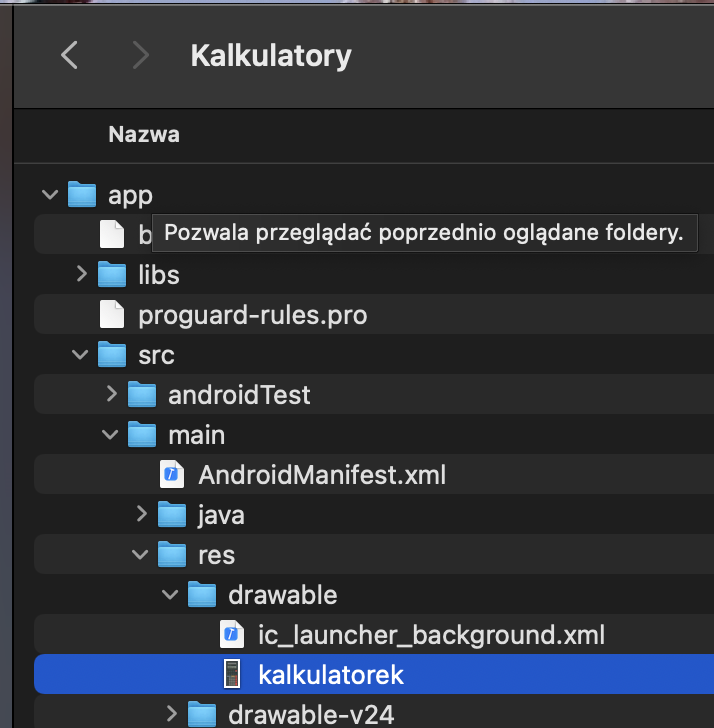 Kalkulatory
Nazwa
app
b
Pozwala przeglądać poprzednio oglądane foldery.
libs
proguard-rules.pro
src
androidTest
main
AndroidManifest.xml
java
res
drawable
ic_launcher_background.xml
kalkulatorek
drawable-v24